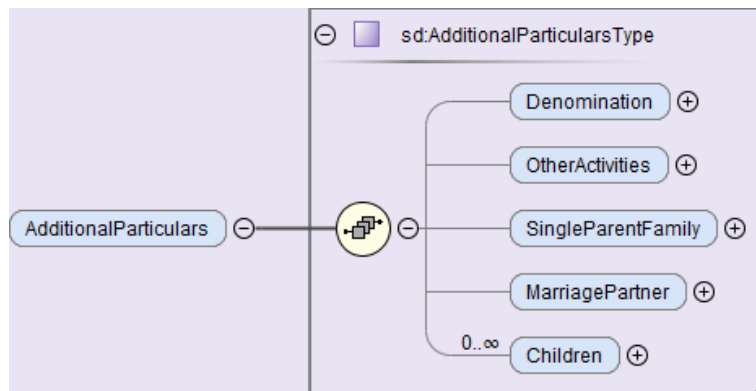 sd:AdditionalParticularsType
Denomination
OtherActivities
AdditionalParticulars
SingleParentFamily
MarriagePartner
0..∞
Children